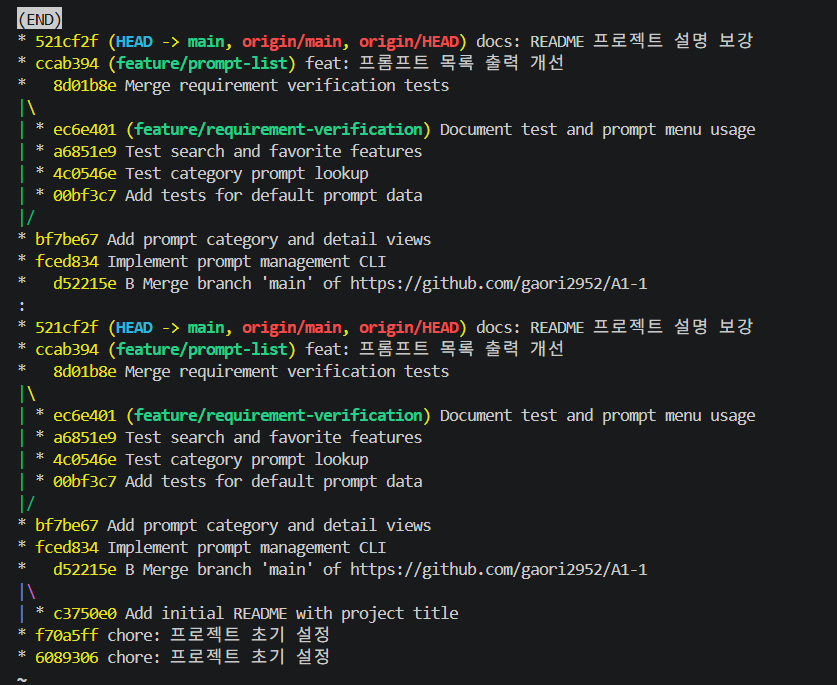 (END)
* 521cf2f (HEAD -> main, origin/main, origin/HEAD) docs: README 프로젝트 설명 보강
* ccab394 (feature/prompt-list) feat: 프롬프트 목록 출력 개선
*   8d01b8e Merge requirement verification tests
|\
| * ec6e401 (feature/requirement-verification) Document test and prompt menu usage
| * a6851e9 Test search and favorite features
| * 4c0546e Test category prompt lookup
| * 00bf3c7 Add tests for default prompt data
|/
* bf7be67 Add prompt category and detail views
* fced834 Implement prompt management CLI
*   d52215e B Merge branch 'main' of https://github.com/gaori2952/A1-1
:
* 521cf2f (HEAD -> main, origin/main, origin/HEAD) docs: README 프로젝트 설명 보강
* ccab394 (feature/prompt-list) feat: 프롬프트 목록 출력 개선
*   8d01b8e Merge requirement verification tests
|\
| * ec6e401 (feature/requirement-verification) Document test and prompt menu usage
| * a6851e9 Test search and favorite features
| * 4c0546e Test category prompt lookup
| * 00bf3c7 Add tests for default prompt data
|/
* bf7be67 Add prompt category and detail views
* fced834 Implement prompt management CLI
*   d52215e B Merge branch 'main' of https://github.com/gaori2952/A1-1
|\
| * c3750e0 Add initial README with project title
* f70a5ff chore: 프로젝트 초기 설정
* 6089306 chore: 프로젝트 초기 설정
~